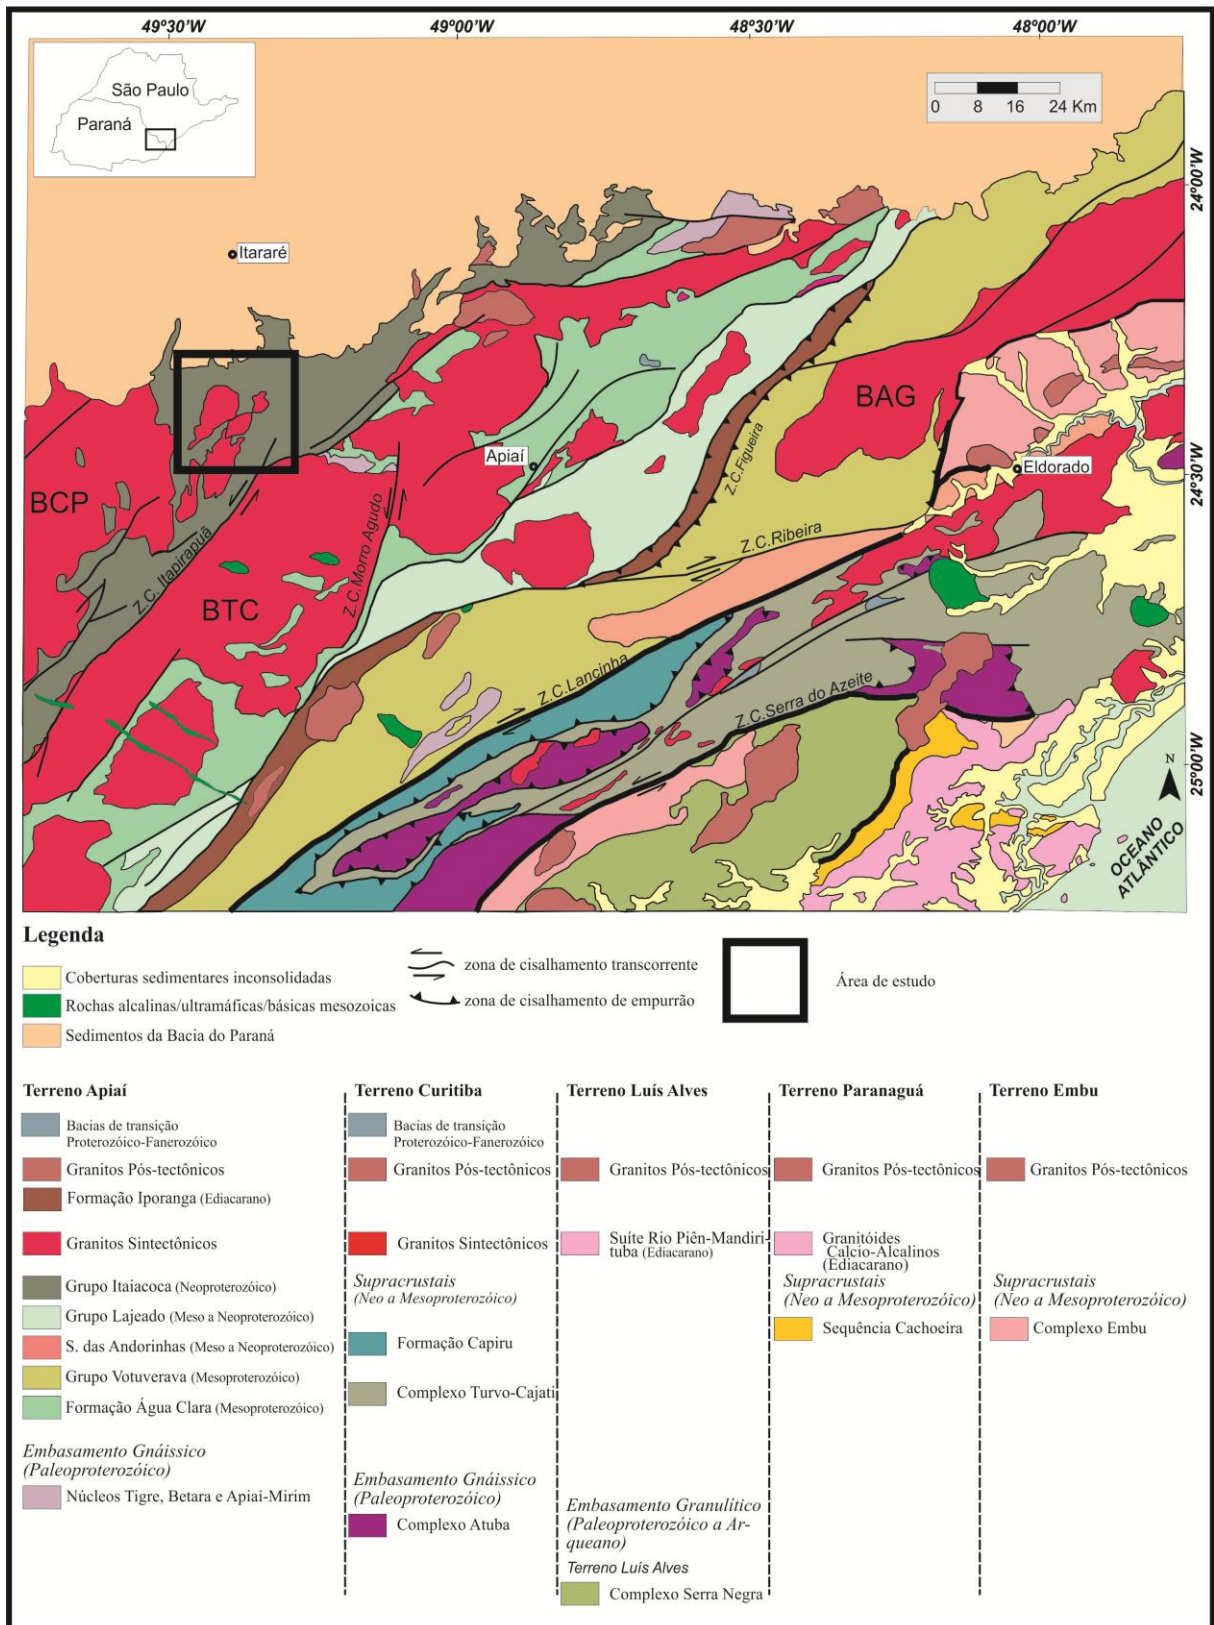 49°30'W
49°00'W
48°30'W
48°00'W
São Paulo
Paraná
0 8 16 24 Km
24°00'W
Itararé
BAG
Apiaí
Z.C.Figueira
Eldorado
24°30'W
BCP
Z.C. Itapirapuã
Z.C.Morro Agudo
Z.C.Ribeira
BTC
Z.C.Lancinha
Z.C.Serra do Azeite
N
25°00'W
OCEANO
ATLÂNTICO
Legenda
Coberturas sedimentares inconsolidadas
Rochas alcalinas/ultramáficas/básicas mesozoicas
Sedimentos da Bacia do Paraná
zona de cisalhamento transcorrente
zona de cisalhamento de empurrão
Área de estudo
Terreno Apiaí
Bacias de transição
Proterozóico-Fanerozóico
Granitos Pós-tectônicos
Formação Iporanga (Ediacarano)
Granitos Sintectônicos
Grupo Itaiacoca (Neoproterozóico)
Grupo Lajeado (Meso a Neoproterozóico)
S. das Andorinhas (Meso a Neoproterozóico)
Grupo Votuverava (Mesoproterozóico)
Formação Água Clara (Mesoproterozóico)
Embasamento Gnáissico
(Paleoproterozóico)
Núcleos Tigre, Betara e Apiaí-Mirim
Terreno Curitiba
Bacias de transição
Proterozóico-Fanerozóico
Granitos Pós-tectônicos
Granitos Sintectônicos
Supracrustais
(Neo a Mesoproterozóico)
Formação Capiru
Complexo Turvo-Cajati
Embasamento Gnáissico
(Paleoproterozóico)
Complexo Atuba
Terreno Luís Alves
Granitos Pós-tectônicos
Suíte Rio Piên-Mandiri-
tuba (Ediacarano)
Embasamento Granulítico
(Paleoproterozóico a Ar-
queano)
Terreno Luís Alves
Complexo Serra Negra
Terreno Paranaguá
Granitos Pós-tectônicos
Granitóides
Calcio-Alcalinos
(Ediacarano)
Supracrustais
(Neo a Mesoproterozóico)
Sequência Cachoeira
Terreno Embu
Granitos Pós-tectônicos
Supracrustais
(Neo a Mesoproterozóico)
Complexo Embu